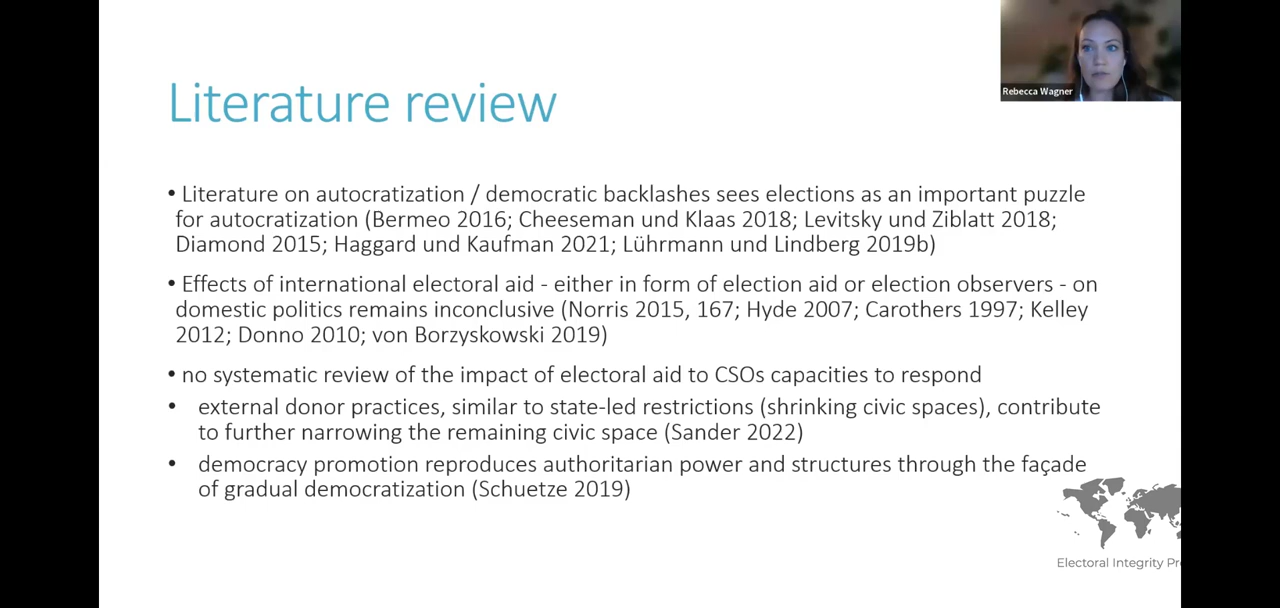 Rebecca Wagner
Literature review
• Literature on autocratization / democratic backlashes sees elections as an important puzzle
for autocratization (Bermeo 2016; Cheeseman und Klaas 2018; Levitsky und Ziblatt 2018;
Diamond 2015; Haggard und Kaufman 2021; Lührmann und Lindberg 2019b)
• Effects of international electoral aid - either in form of election aid or election observers - on
domestic politics remains inconclusive (Norris 2015, 167; Hyde 2007; Carothers 1997; Kelley
2012; Donno 2010; von Borzyskowski 2019)
• no systematic review of the impact of electoral aid to CSOs capacities to respond
• external donor practices, similar to state-led restrictions (shrinking civic spaces), contribute
to further narrowing the remaining civic space (Sander 2022)
• democracy promotion reproduces authoritarian power and structures through the façade
of gradual democratization (Schuetze 2019)
Electoral Integrity Pr